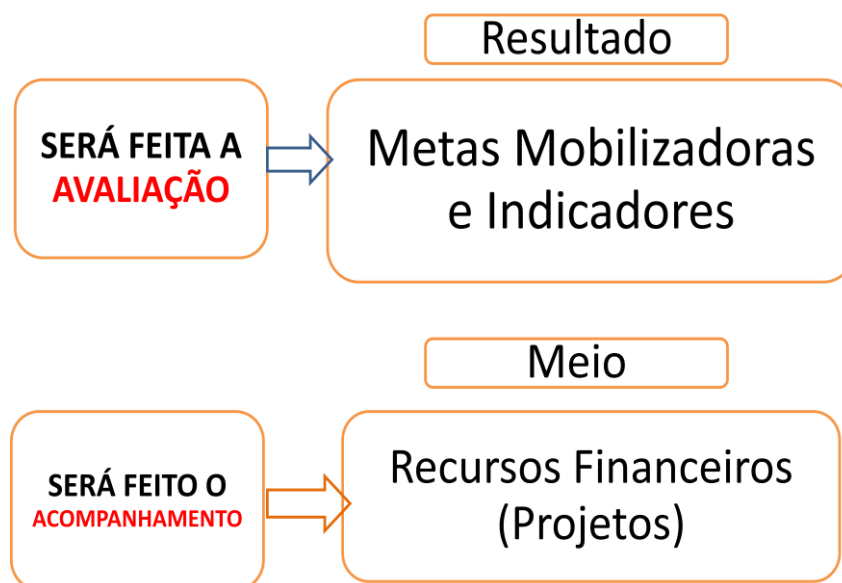 Resultado
SERÁ FEITA A
AVALIAÇÃO
Metas Mobilizadoras
e Indicadores
Meio
SERÁ FEITO O
ACOMPANHAMENTO
Recursos Financeiros
(Projetos)